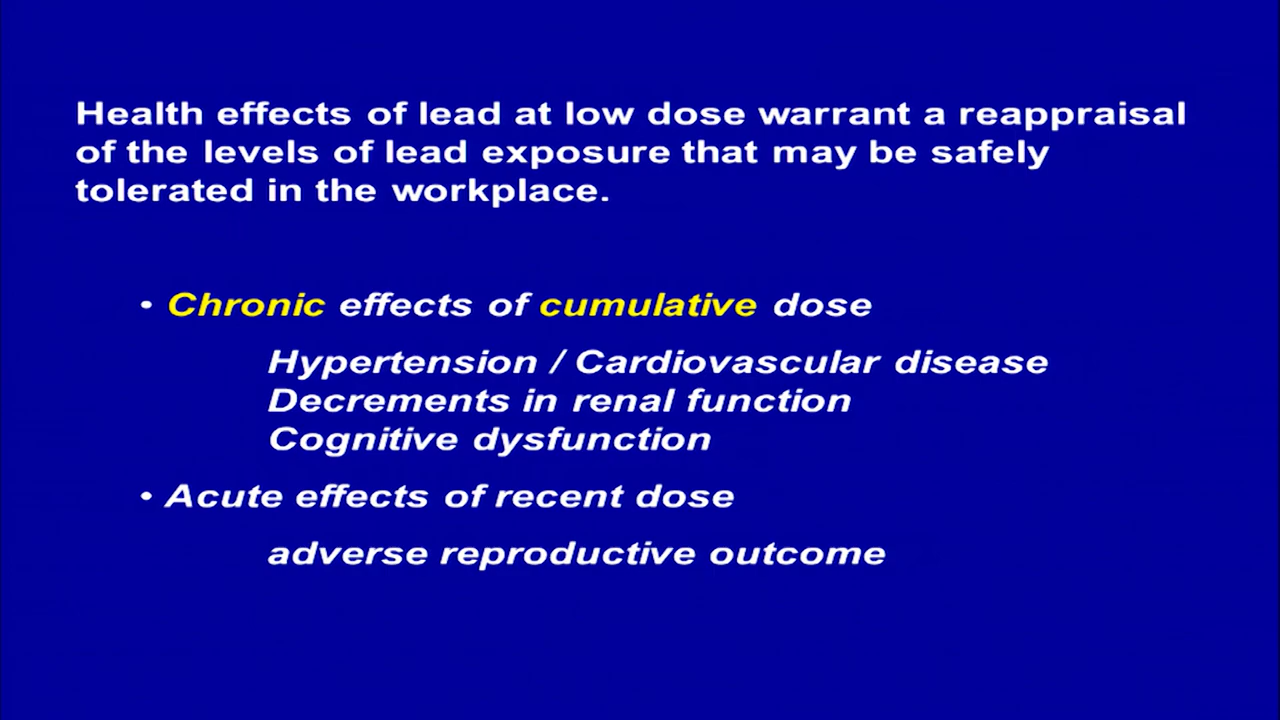 Health effects of lead at low dose warrant a reappraisal
of the levels of lead exposure that may be safely
tolerated in the workplace.
• Chronic effects of cumulative dose
Hypertension / Cardiovascular disease
Decrements in renal function
Cognitive dysfunction
• Acute effects of recent dose
adverse reproductive outcome